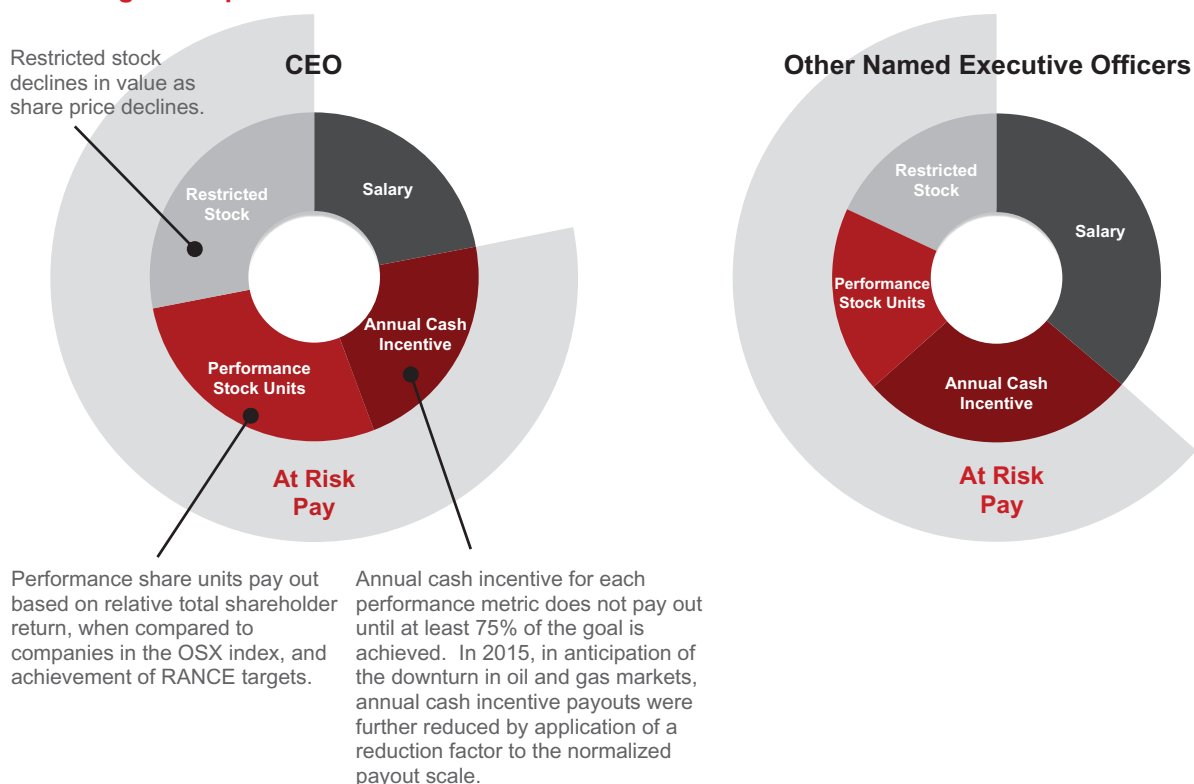 Restricted stock
declines in value as
share price declines.
CEO
Restricted
Stock
Salary
Annual Cash
Incentive
Performance
Stock Units
At Risk
Pay
Performance share units pay out
based on relative total shareholder
return, when compared to
companies in the OSX index, and
achievement of RANCE targets.
Annual cash incentive for each
performance metric does not pay out
until at least 75% of the goal is
achieved.  In 2015, in anticipation of
the downturn in oil and gas markets,
annual cash incentive payouts were
further reduced by application of a
reduction factor to the normalized
payout scale.
Other Named Executive Officers
Restricted
Stock
Salary
Performance
Stock Units
Annual Cash
Incentive
At Risk
Pay